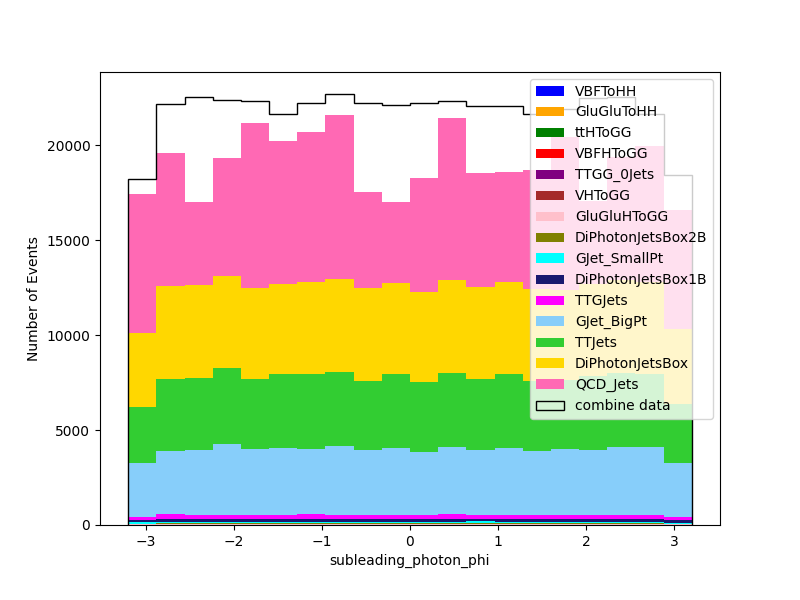 VBFToHH
GluGluToHH
ttHToGG
VBFHToGG
TTGG_0Jets
VHToGG
GluGluHToGG
DiPhotonJetsBox2B
GJet_SmallPt
DiPhotonJetsBox1B
TTGJets
GJet_BigPt
TTJets
DiPhotonJetsBox
QCD_Jets
combine data
Number of Events
20000
15000
10000
5000
0
−3 −2 −1 0 1 2 3
subleading_photon_phi